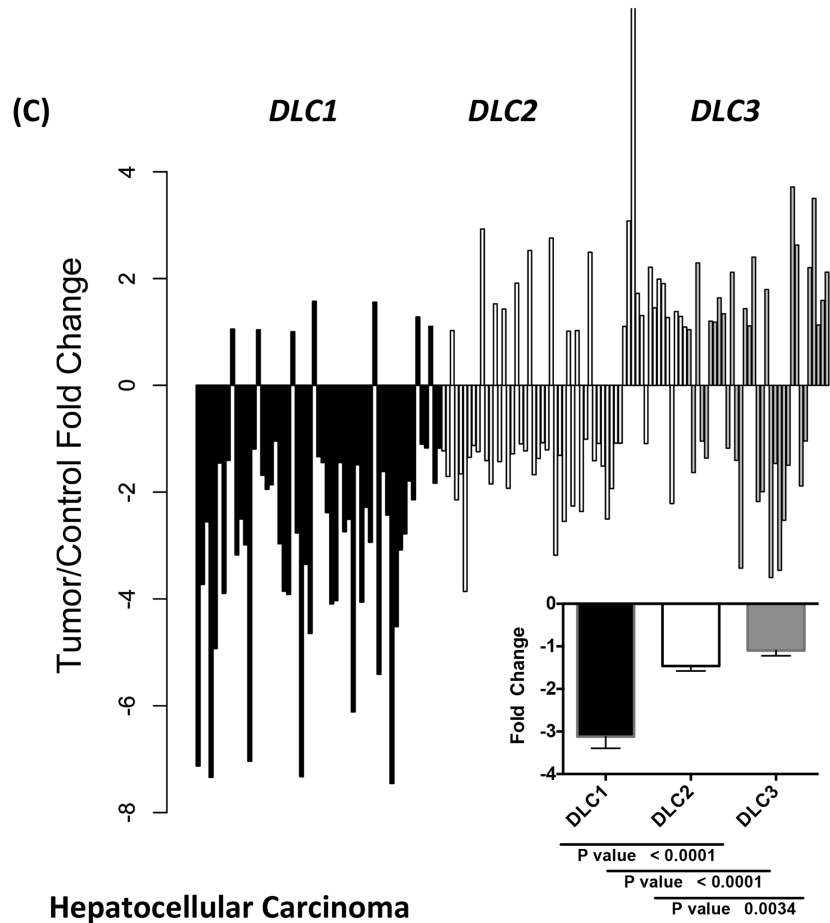 (C)
DLC1 DLC2 DLC3
Tumor/Control Fold Change
4
2
0
-2
-4
-6
-8
Fold Change
0
-1
-2
-3
-4
DLC1 DLC2 DLC3
P value < 0.0001
P value < 0.0001
P value 0.0034
Hepatocellular Carcinoma